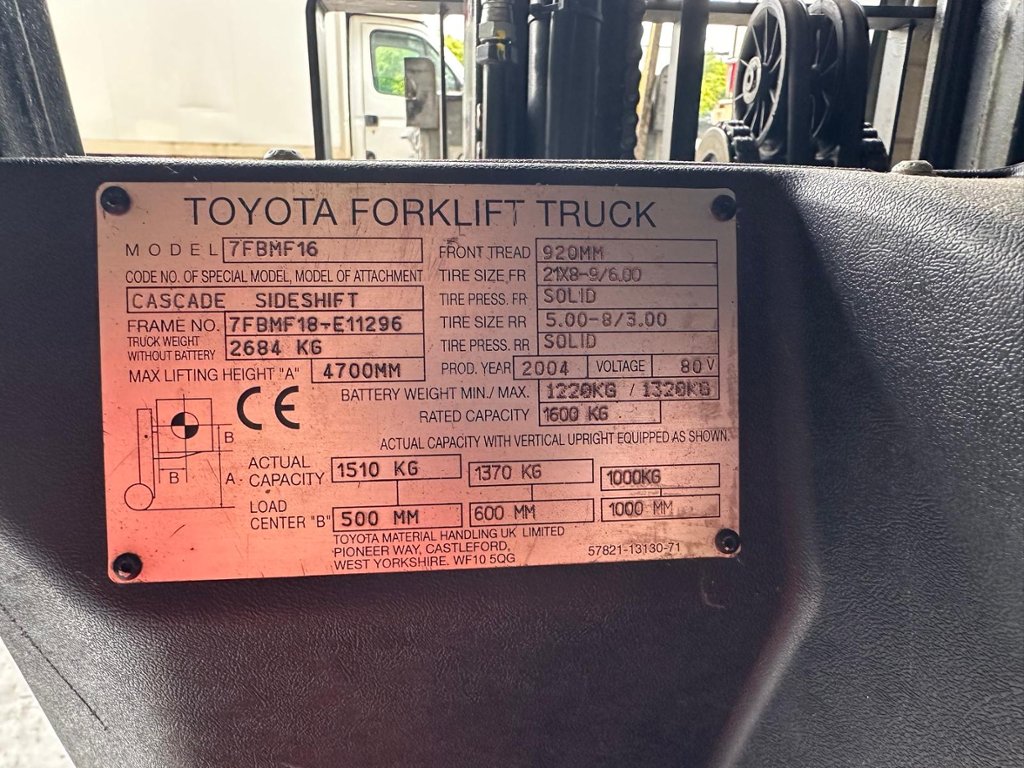 TOYOTA FORKLIFT TRUCK
MODEL 7FBMF16
CODE NO. OF SPECIAL MODEL, MODEL OF ATTACHMENT
CASCADE SIDESHIFT
FRAME NO. 7FBMF18-E11296
TRUCK WEIGHT WITHOUT BATTERY 2684 KG
MAX LIFTING HEIGHT "A" 4700MM
FRONT TREAD 920MM
TIRE SIZE, FR 21X8-9/6.00
TIRE PRESS. FR SOLID
TIRE SIZE RR 5.00-8/3.00
TIRE PRESS. RR SOLID
PROD. YEAR 2004 VOLTAGE 80 V
BATTERY WEIGHT MIN./ MAX. 1220KG / 1320KG
RATED CAPACITY 1600 KG
CE
ACTUAL CAPACITY WITH VERTICAL UPRIGHT EQUIPPED AS SHOWN.
B
B
A
ACTUAL CAPACITY 1510 KG 1370 KG 1000KG
LOAD CENTER "B" 500 MM 600 MM 1000 MM
TOYOTA MATERIAL HANDLING UK LIMITED
PIONEER WAY, CASTLEFORD,
WEST YORKSHIRE. WF10 5QG
57821-13130-71